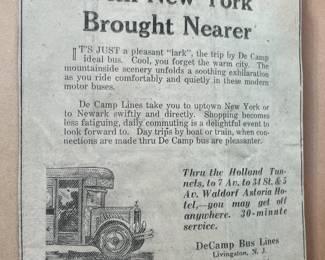 New York
Brought Nearer
IT'S JUST a pleasant "lark", the trip by De Camp
ideal bus. Cool, you forget the warm city. The
mountainside scenery unfolds a soothing exhilaration
as you ride comfortably and quietly in these modern
motor buses.
De Camp Lines take you to uptown New York or
to Newark swiftly and directly. Shopping becomes
less fatiguing, daily commuting is a delightful event to
look forward to. Day trips by boat or train, when con-
nections are made thru De Camp bus are pleasanter.
Thru the Holland Tun-
nels, to 7 Av. to 34 St. & 5
Av. Waldorf Astoria Ho-
tel,—you may get off
anywhere. 30-minute
service.
DeCamp Bus Lines
Livingston, N. J.